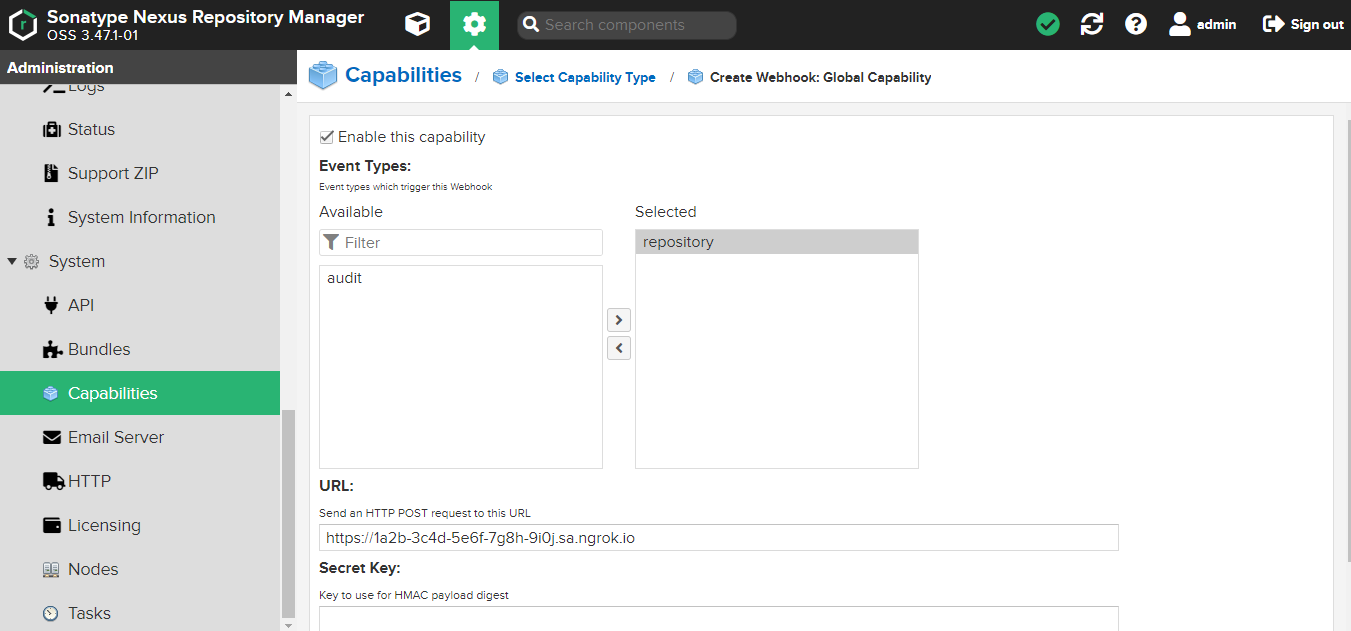 Sonatype Nexus Repository Manager
OSS 3.47.1-01
Search components
admin
Sign out
Administration
Logs
Status
Support ZIP
System Information
System
API
Bundles
Capabilities
Email Server
HTTP
Licensing
Nodes
Tasks
Capabilities / Select Capability Type / Create Webhook: Global Capability
Enable this capability
Event Types:
Event types which trigger this Webhook
Available
Selected
Filter
repository
audit
URL:
Send an HTTP POST request to this URL
https://1a2b-3c4d-5e6f-7g8h-9i0j.sa.ngrok.io
Secret Key:
Key to use for HMAC payload digest